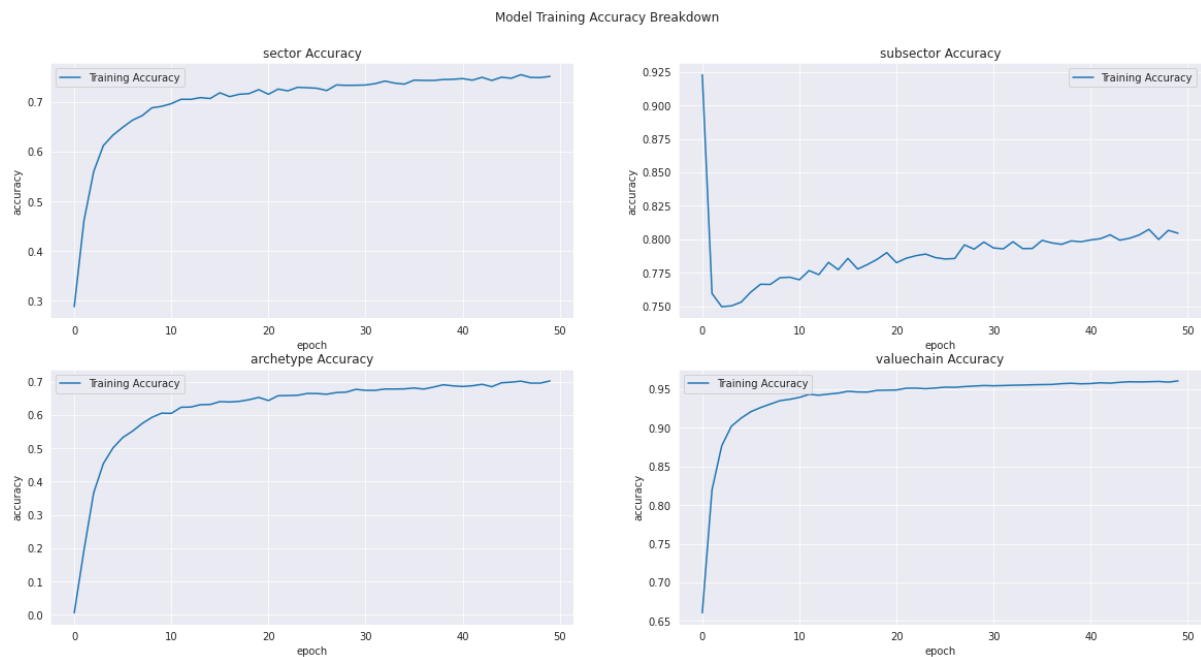 Model Training Accuracy Breakdown
sector Accuracy
Training Accuracy
accuracy
0.7
0.6
0.5
0.4
0.3
0 10 20 30 40 50
epoch
subsector Accuracy
Training Accuracy
accuracy
0.925
0.900
0.875
0.850
0.825
0.800
0.775
0.750
0 10 20 30 40 50
epoch
archetype Accuracy
Training Accuracy
accuracy
0.7
0.6
0.5
0.4
0.3
0.2
0.1
0.0
0 10 20 30 40 50
epoch
valuechain Accuracy
Training Accuracy
accuracy
0.95
0.90
0.85
0.80
0.75
0.70
0.65
0 10 20 30 40 50
epoch